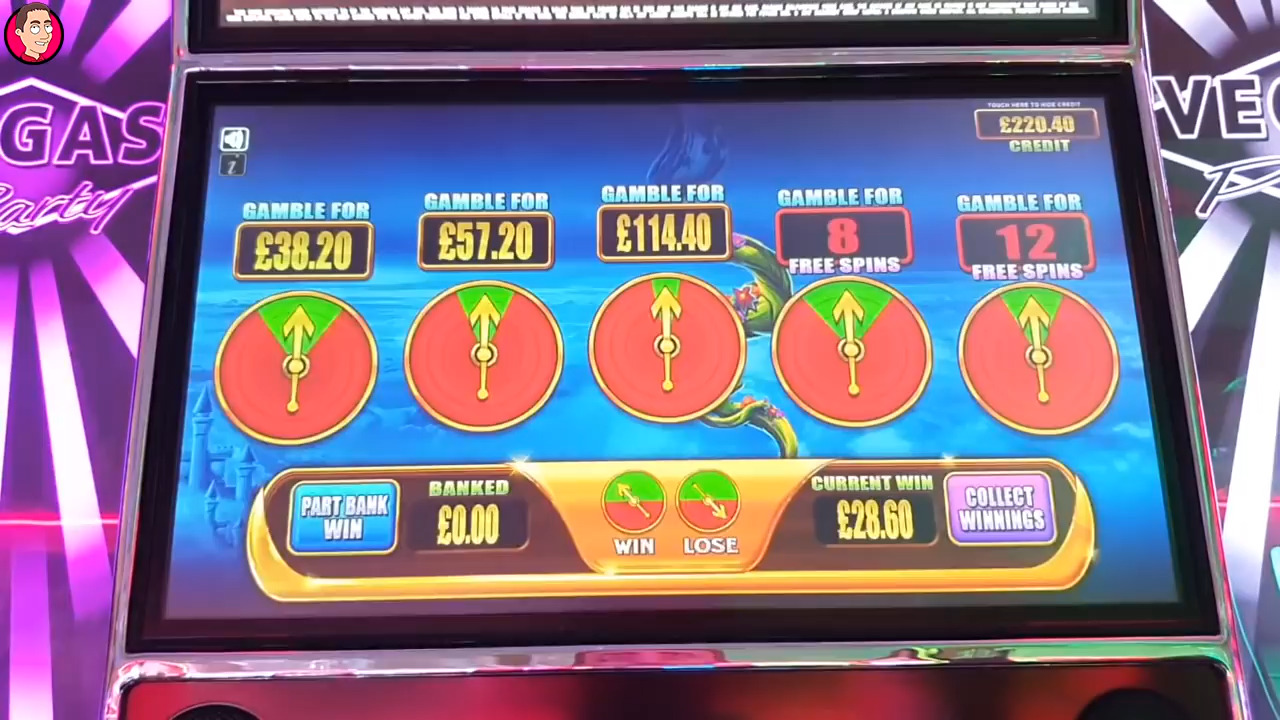 GAS
Party
VEG
TOUCH HERE TO HIDE CREDIT
£220.40
CREDIT
GAMBLE FOR
£38.20
GAMBLE FOR
£57.20
GAMBLE FOR
£114.40
GAMBLE FOR
8
FREE SPINS
GAMBLE FOR
12
FREE SPINS
PART BANK
WIN
BANKED
£0.00
WIN
LOSE
CURRENT WIN
£28.60
COLLECT
WINNINGS